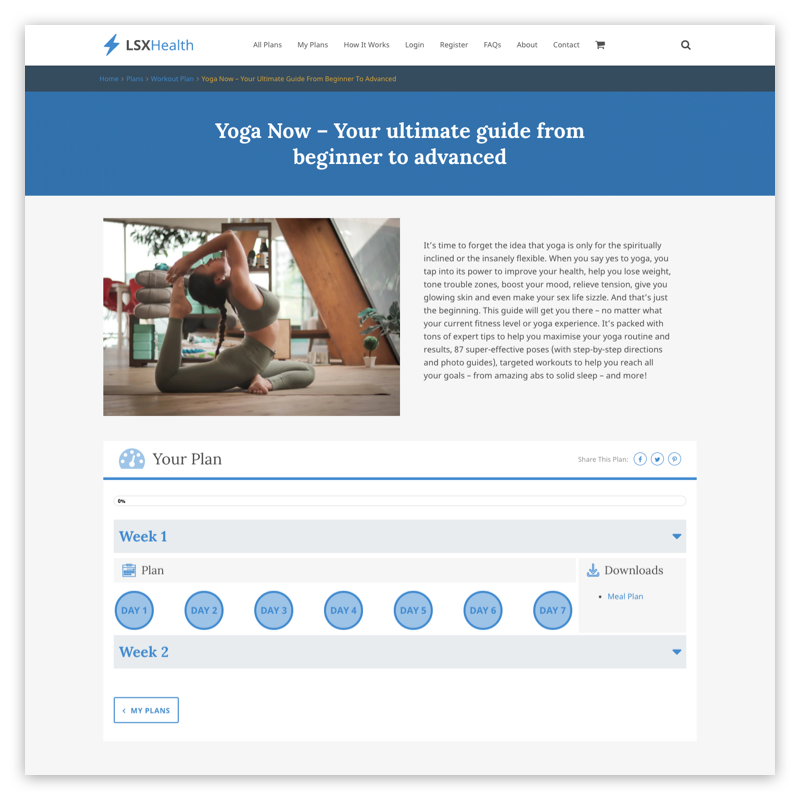 LSXHealth
All Plans My Plans How It Works Login Register FAQs About Contact
Home > Plans > Workout Plan > Yoga Now – Your Ultimate Guide From Beginner To Advanced
Yoga Now – Your ultimate guide from
beginner to advanced
It's time to forget the idea that yoga is only for the spiritually
inclined or the insanely flexible. When you say yes to yoga, you
tap into its power to improve your health, help you lose weight,
tone trouble zones, boost your mood, relieve tension, give you
glowing skin and even make your sex life sizzle. And that's just
the beginning. This guide will get you there – no matter what
your current fitness level or yoga experience. It's packed with
tons of expert tips to help you maximise your yoga routine and
results, 87 super-effective poses (with step-by-step directions
and photo guides), targeted workouts to help you reach all
your goals – from amazing abs to solid sleep – and more!
Your Plan
Share This Plan:
0%
Week 1
Plan
DAY 1 DAY 2 DAY 3 DAY 4 DAY 5 DAY 6 DAY 7
Downloads
• Meal Plan
Week 2
‹ MY PLANS